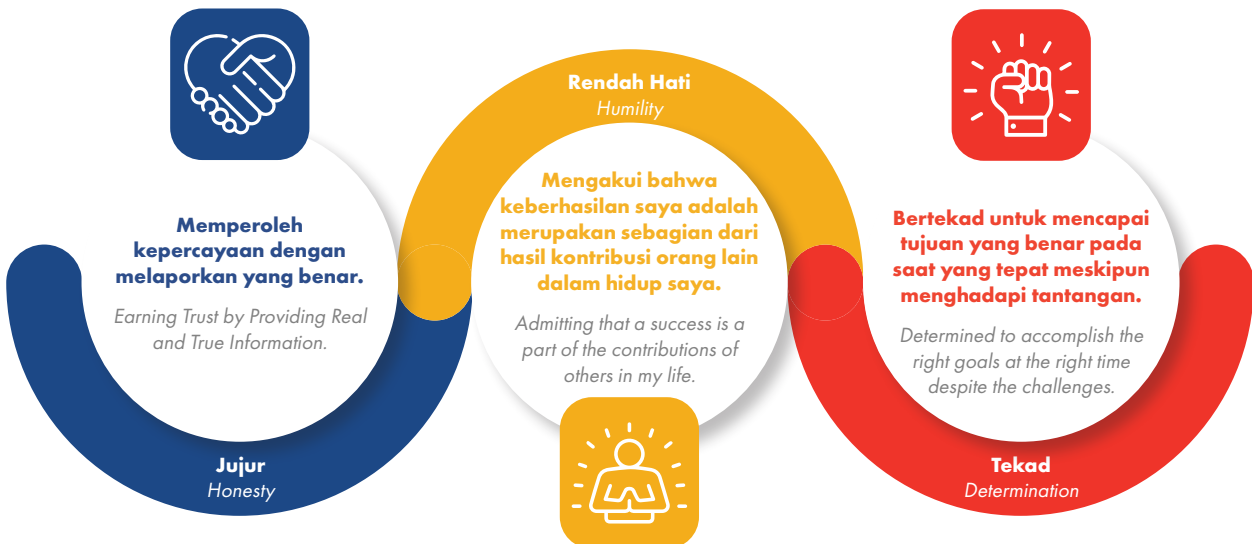 Memperoleh
kepercayaan dengan
melaporkan yang benar.
Earning Trust by Providing Real
and True Information.
Jujur
Honesty
Rendah Hati
Humility
Mengakui bahwa
keberhasilan saya adalah
merupakan sebagian dari
hasil kontribusi orang lain
dalam hidup saya.
Admitting that a success is a
part of the contributions of
others in my life.
Bertekad untuk mencapai
tujuan yang benar pada
saat yang tepat meskipun
menghadapi tantangan.
Determined to accomplish the
right goals at the right time
despite the challenges.
Tekad
Determination